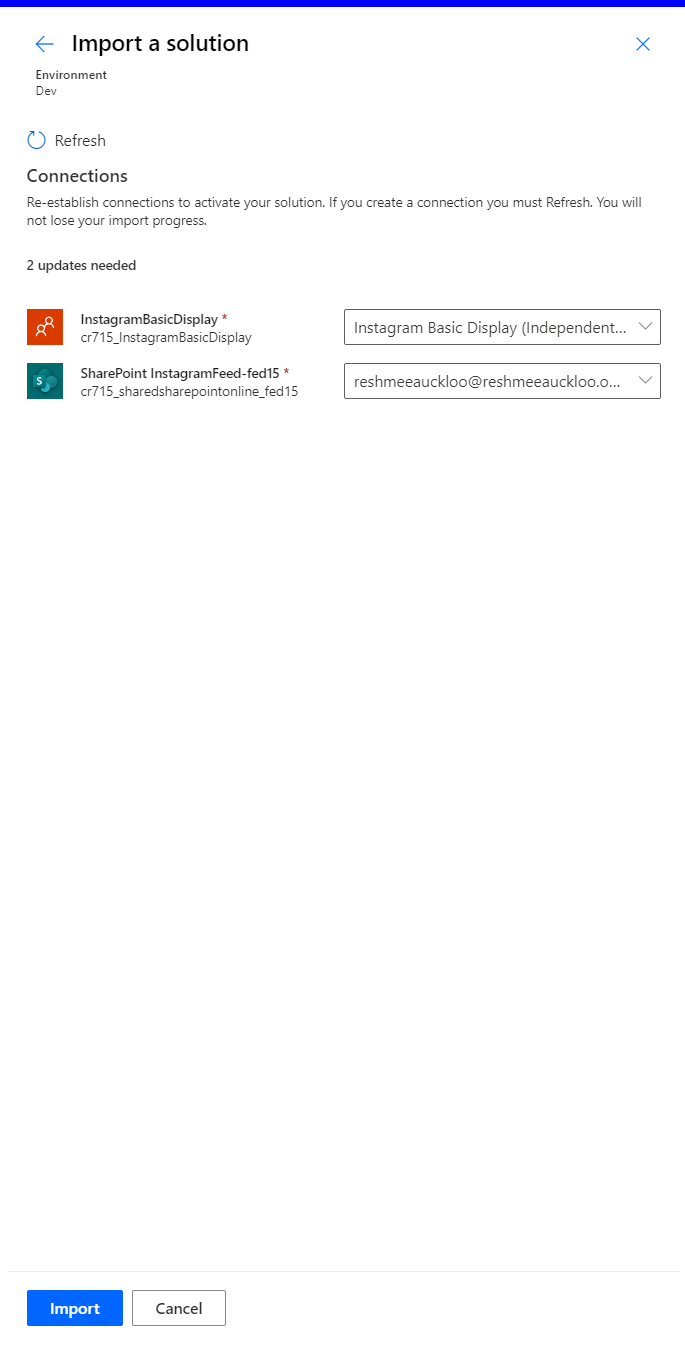 Import a solution
Environment
Dev
Refresh
Connections
Re-establish connections to activate your solution. If you create a connection you must Refresh. You will
not lose your import progress.
2 updates needed
InstagramBasicDisplay *
cr715_InstagramBasicDisplay
Instagram Basic Display (Independent...
SharePoint InstagramFeed-fed15 *
cr715_sharedsharepointonline_fed15
reshmeeauckloo@reshmeeauckloo.o...
S
Import
Cancel